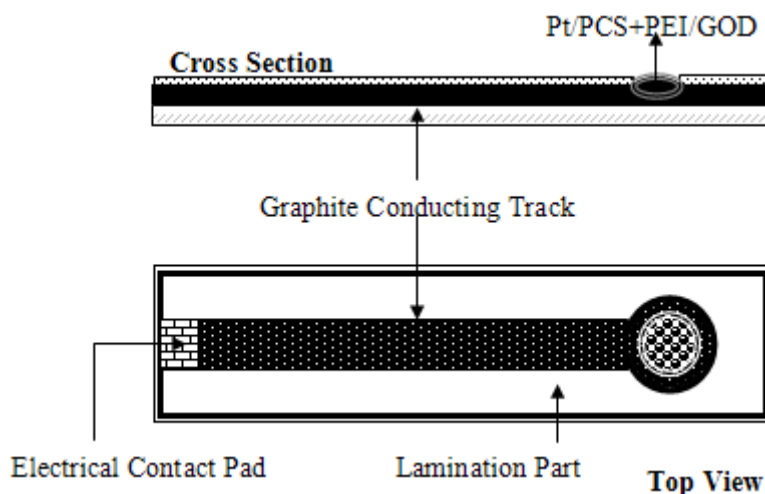 Pt/PCS+PEI/GOD
Cross Section
Graphite Conducting Track
Electrical Contact Pad
Lamination Part
Top View